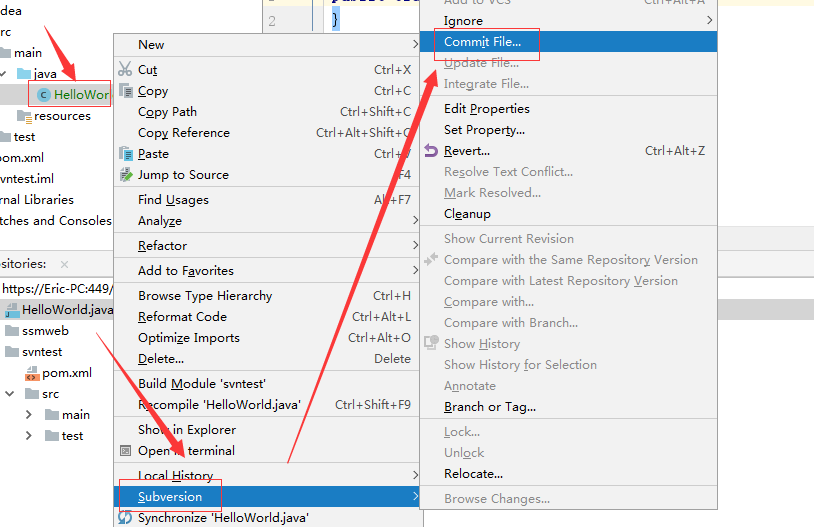 dea
rc
main
java
HelloWor
resources
test
om.xml
vntest.iml
rnal Libraries
tches and Consoles
sitories:
https://Eric-PC:449/
HelloWorld.java
ssmweb
svntest
pom.xml
src
main
test
2
}
New
Cut Ctrl+X
Copy Ctrl+C
Copy Path Ctrl+Shift+C
Copy Reference Ctrl+Alt+Shift+C
Paste Ctrl+V
Jump to Source F4
Find Usages Alt+F7
Analyze
Refactor
Add to Favorites
Browse Type Hierarchy Ctrl+H
Reformat Code Ctrl+Alt+L
Optimize Imports Ctrl+Alt+O
Delete... Delete
Build Module 'svntest'
Recompile 'HelloWorld.java' Ctrl+Shift+F9
Show in Explorer
Open in terminal
Local History
Subversion
Synchronize 'HelloWorld.java'
Add to VCS Ctrl+Alt+A
Ignore
Commit File...
Update File...
Integrate File...
Edit Properties
Set Property...
Revert... Ctrl+Alt+Z
Resolve Text Conflict...
Mark Resolved...
Cleanup
Show Current Revision
Compare with the Same Repository Version
Compare with Latest Repository Version
Compare with...
Compare with Branch...
Show History
Show History for Selection
Annotate
Branch or Tag...
Lock...
Unlock
Relocate...
Browse Changes...